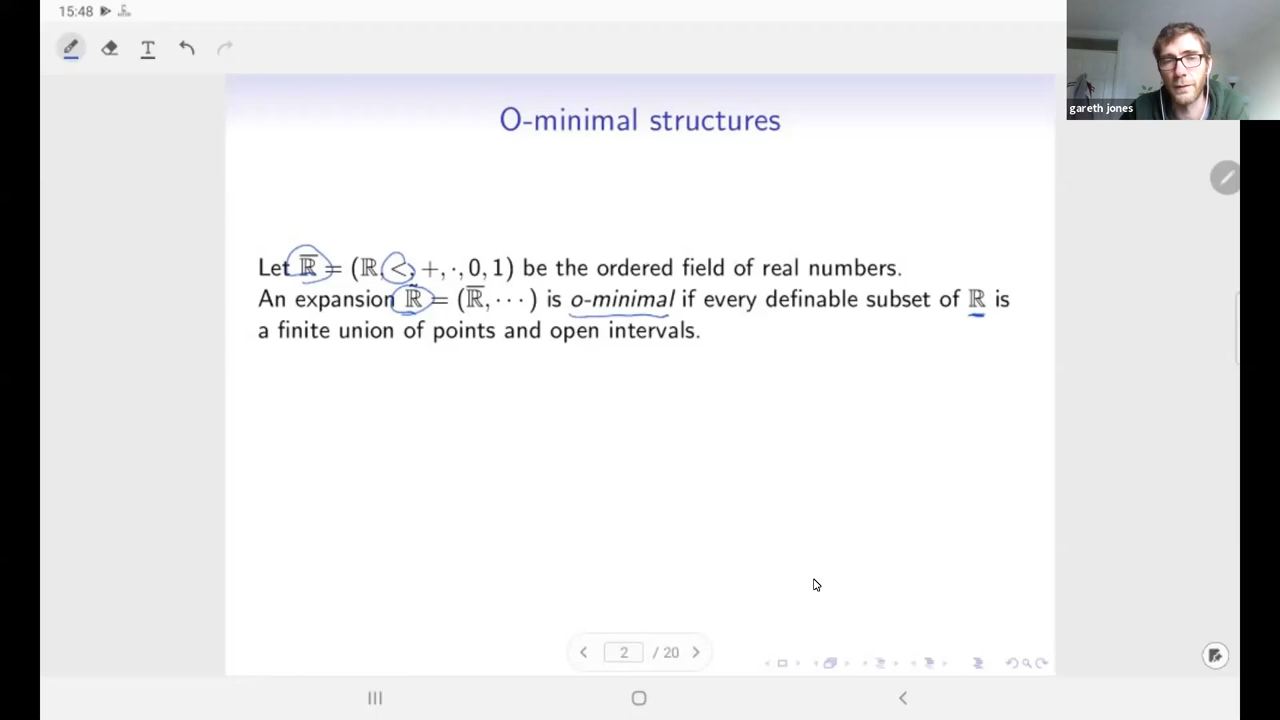 15:48
gareth jones
O-minimal structures
Let ℝ̅ = (ℝ, <, +, ·, 0, 1) be the ordered field of real numbers.
An expansion ℝ̃ = (ℝ̅, ⋯) is o-minimal if every definable subset of ℝ is
a finite union of points and open intervals.
2 / 20